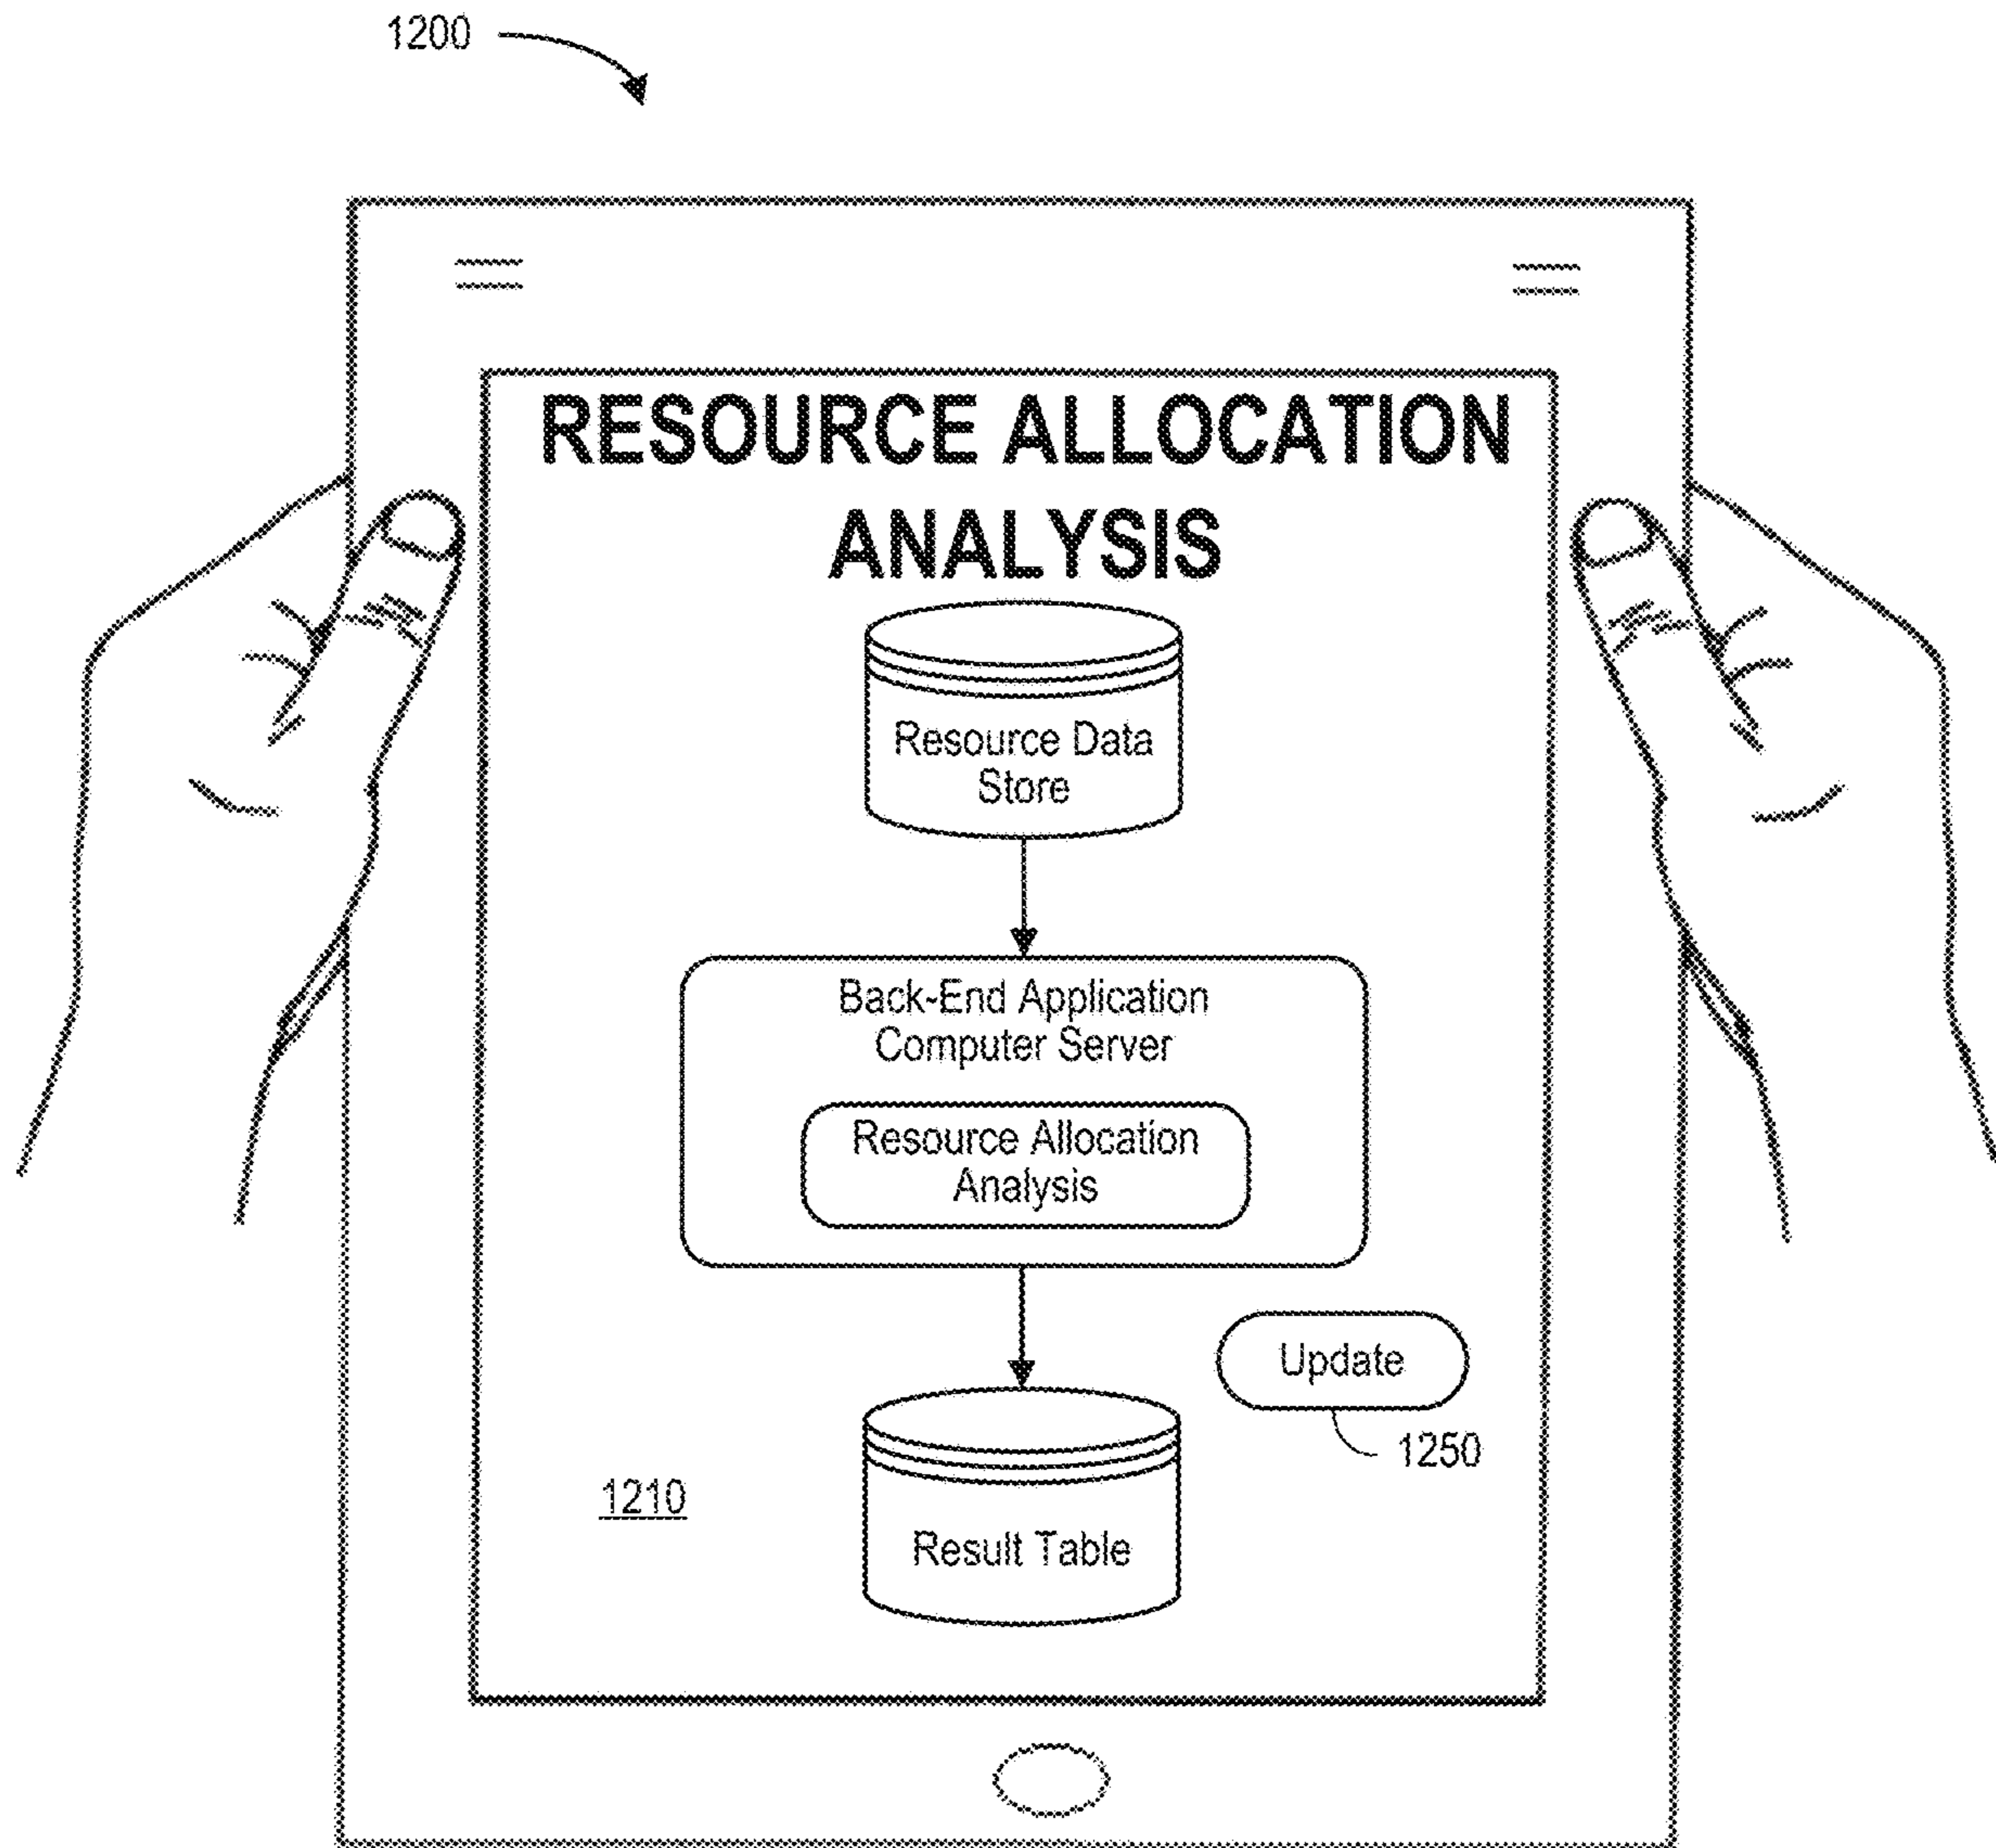 1200
RESOURCE ALLOCATION
ANALYSIS
Resource Data
Store
Back-End Application
Computer Server
Resource Allocation
Analysis
Update
1250
1210
Result Table